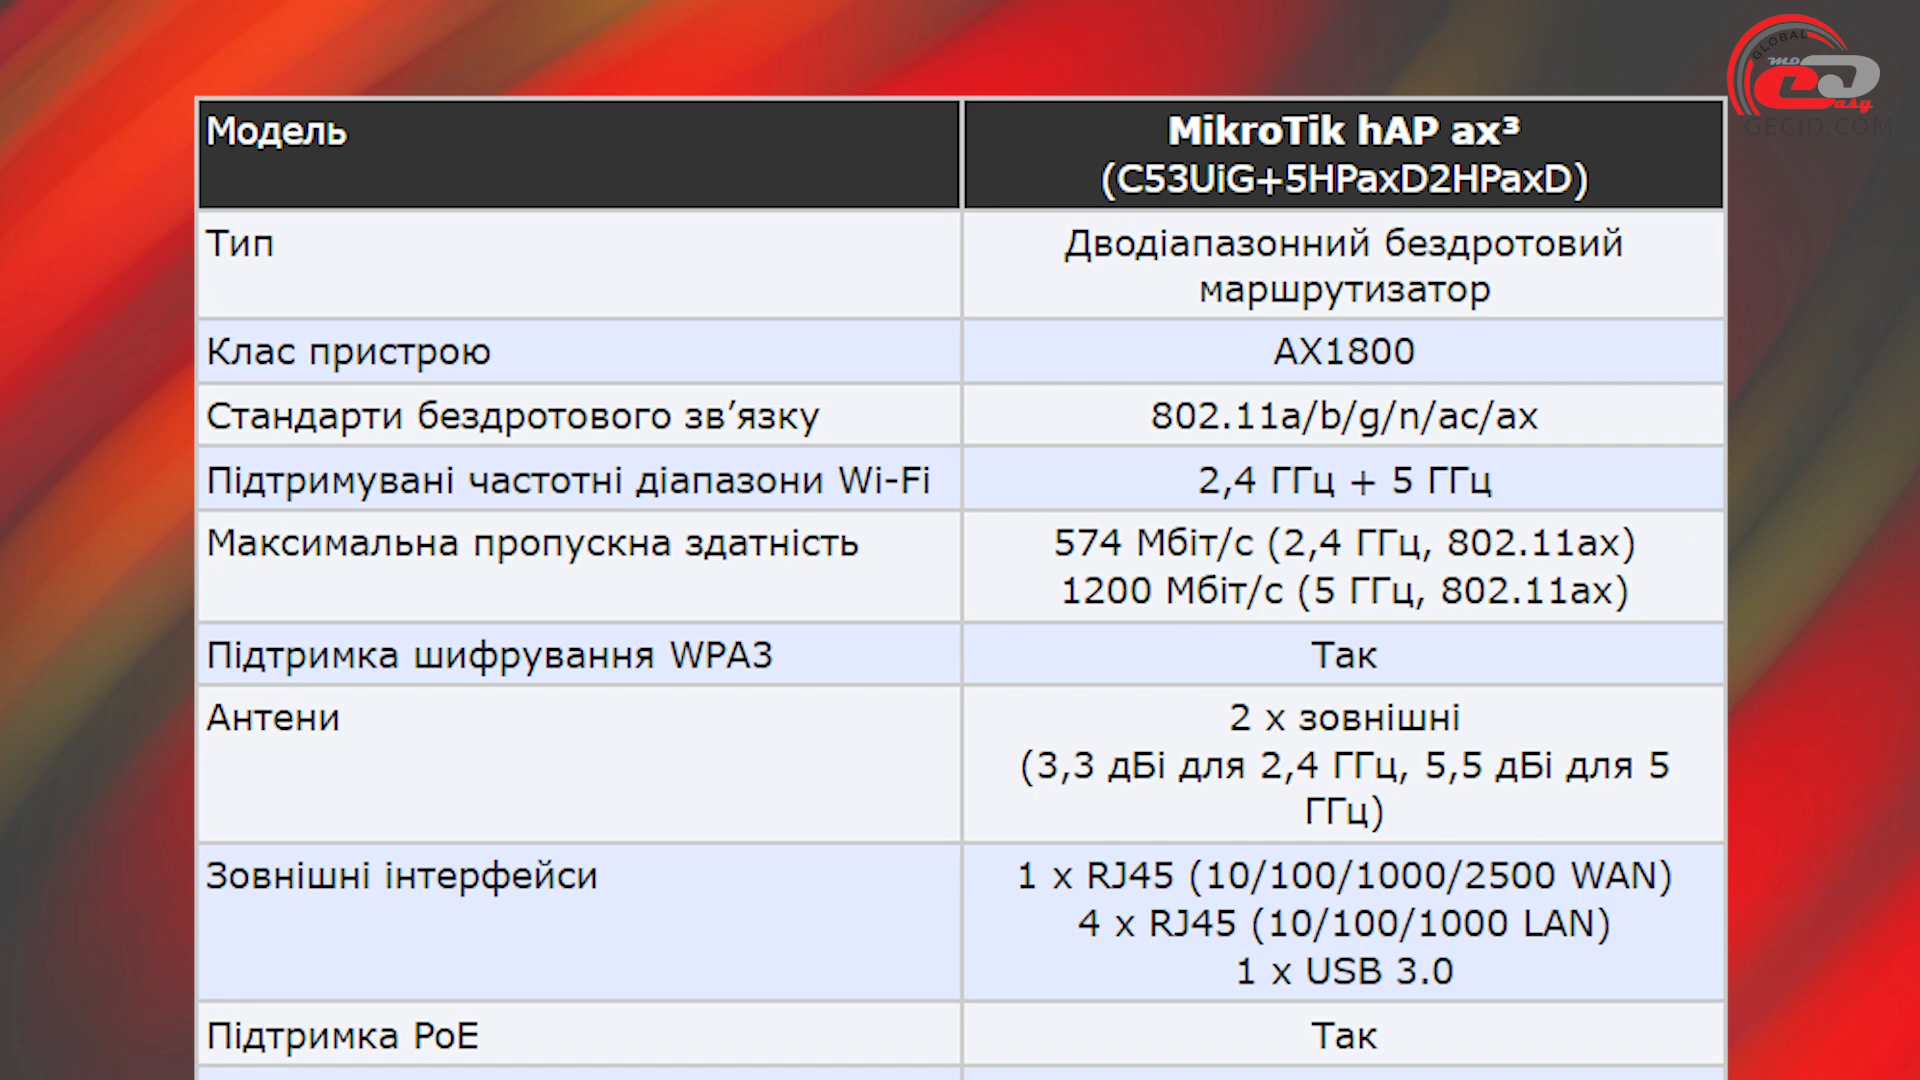 GLOBAL
mo
asy
GECID.COM
Модель
MikroTik hAP ax³
(C53UiG+5HPaxD2HPaxD)
Тип
Дводіапазонний бездротовий
маршрутизатор
Клас пристрою
AX1800
Стандарти бездротового зв’язку
802.11a/b/g/n/ac/ax
Підтримувані частотні діапазони Wi-Fi
2,4 ГГц + 5 ГГц
Максимальна пропускна здатність
574 Мбіт/с (2,4 ГГц, 802.11ax)
1200 Мбіт/с (5 ГГц, 802.11ax)
Підтримка шифрування WPA3
Так
Антени
2 х зовнішні
(3,3 дБі для 2,4 ГГц, 5,5 дБі для 5
ГГц)
Зовнішні інтерфейси
1 x RJ45 (10/100/1000/2500 WAN)
4 x RJ45 (10/100/1000 LAN)
1 x USB 3.0
Підтримка PoE
Так